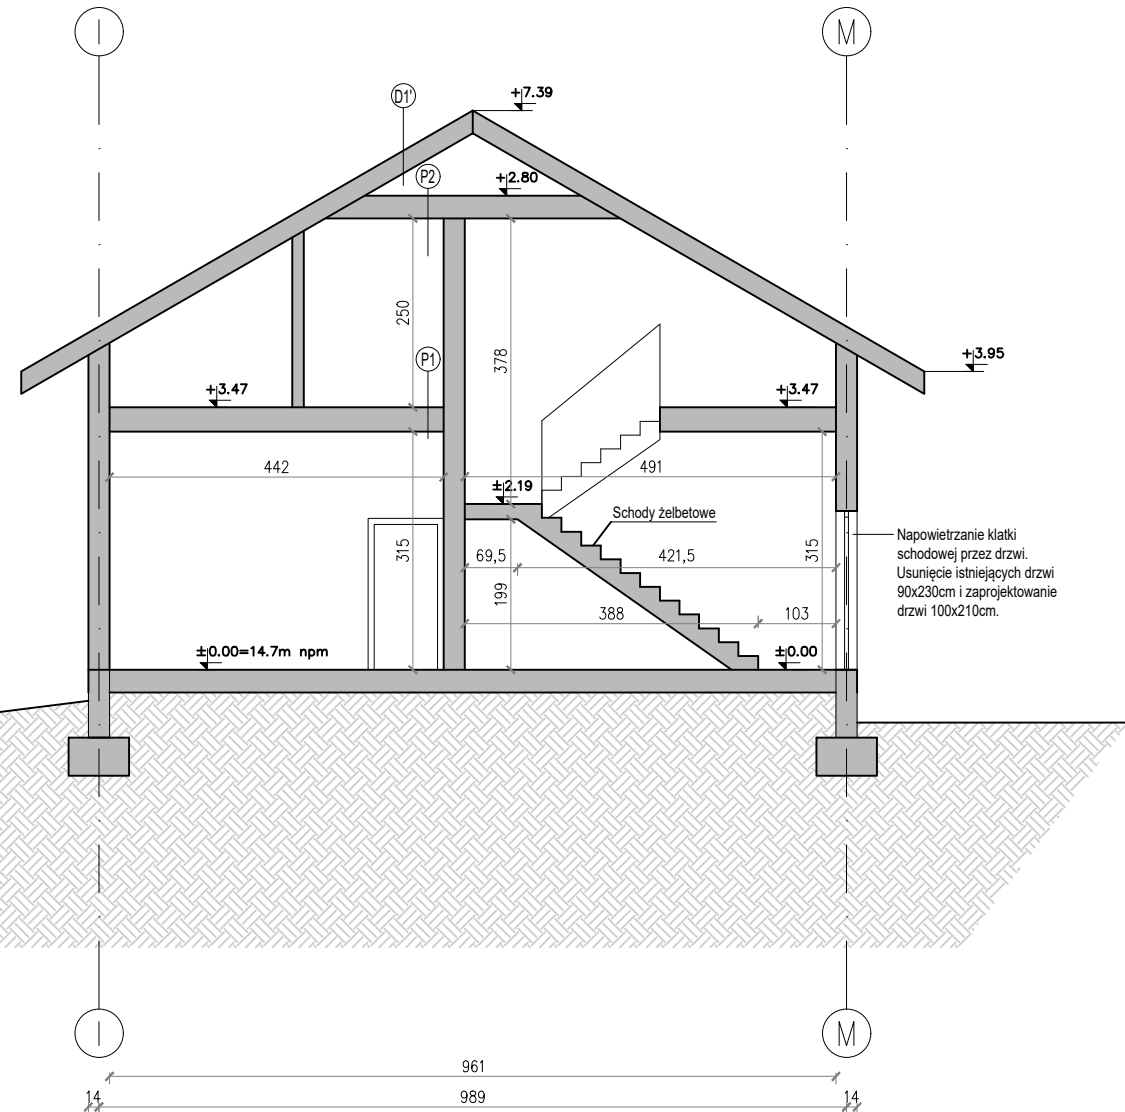 I
M
+7.39
D1'
P2
+2.80
250
378
P1
+3.95
+3.47
+3.47
442
491
±2.19
Schody żelbetowe
Napowietrzanie klatki
schodowej przez drzwi.
Usunięcie istniejących drzwi
90x230cm i zaprojektowanie
drzwi 100x210cm.
315
69,5
421,5
315
199
388
103
±0.00=14.7m npm
±0.00
I
M
961
14
989
14